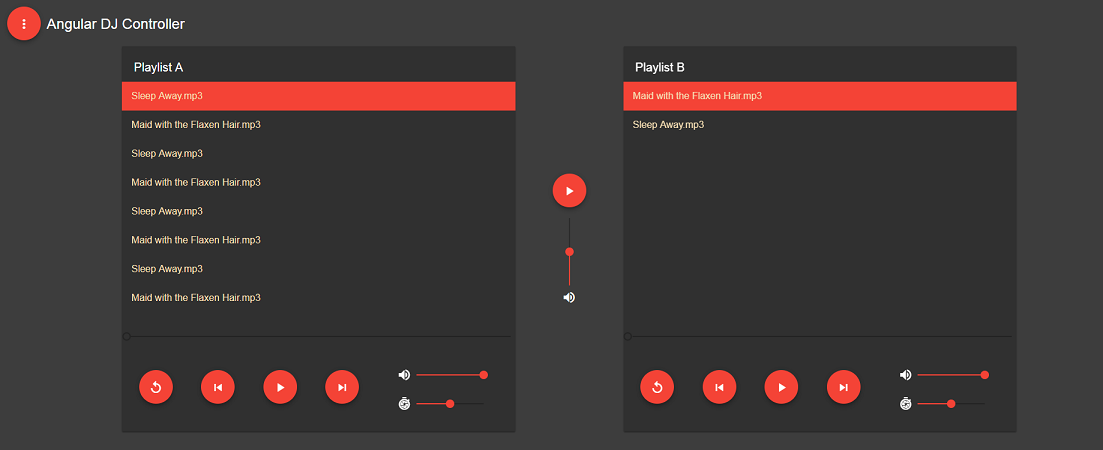 Angular DJ Controller
Playlist A
Sleep Away.mp3
Maid with the Flaxen Hair.mp3
Sleep Away.mp3
Maid with the Flaxen Hair.mp3
Sleep Away.mp3
Maid with the Flaxen Hair.mp3
Sleep Away.mp3
Maid with the Flaxen Hair.mp3
Playlist B
Maid with the Flaxen Hair.mp3
Sleep Away.mp3